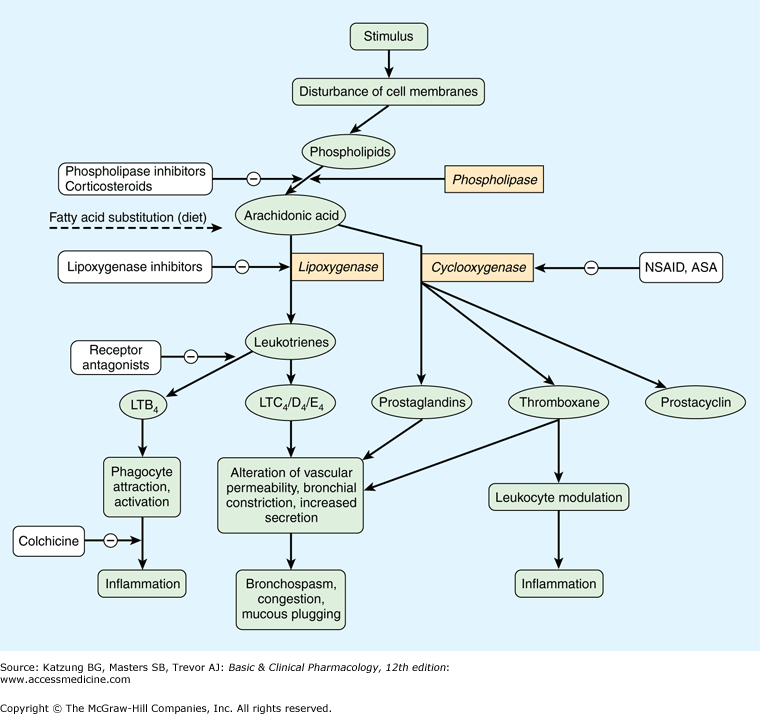 Stimulus
Disturbance of cell membranes
Phospholipids
Phospholipase inhibitors
Corticosteroids
–
Phospholipase
Fatty acid substitution (diet)
Arachidonic acid
Lipoxygenase inhibitors
–
Lipoxygenase
Cyclooxygenase
–
NSAID, ASA
Receptor
antagonists
–
Leukotrienes
LTB4
LTC4/D4/E4
Prostaglandins
Thromboxane
Prostacyclin
Phagocyte
attraction,
activation
Alteration of vascular
permeability, bronchial
constriction, increased
secretion
Leukocyte modulation
Colchicine
–
Inflammation
Bronchospasm,
congestion,
mucous plugging
Inflammation
Source: Katzung BG, Masters SB, Trevor AJ: Basic & Clinical Pharmacology, 12th edition:
www.accessmedicine.com
Copyright © The McGraw-Hill Companies, Inc. All rights reserved.